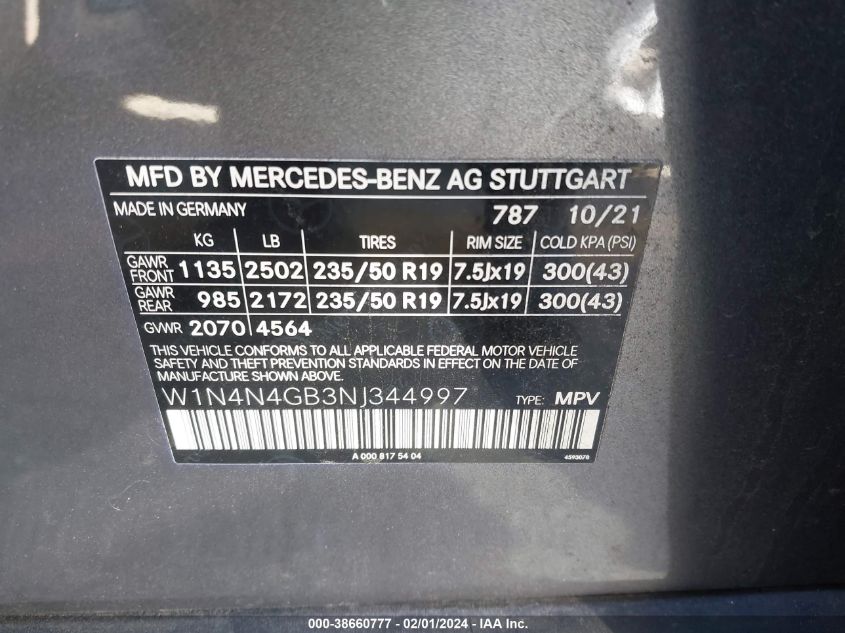 MFD BY MERCEDES-BENZ AG STUTTGART
MADE IN GERMANY 787 10/21
KG LB TIRES RIM SIZE COLD KPA (PSI)
GAWR FRONT 1135 2502 235/50 R19 7.5Jx19 300(43)
GAWR REAR 985 2172 235/50 R19 7.5Jx19 300(43)
GVWR 2070 4564
THIS VEHICLE CONFORMS TO ALL APPLICABLE FEDERAL MOTOR VEHICLE
SAFETY AND THEFT PREVENTION STANDARDS IN EFFECT ON THE DATE OF
MANUFACTURE SHOWN ABOVE.
W1N4N4GB3NJ344997 TYPE: MPV
A 000 817 54 04 4593078
000-38660777 - 02/01/2024 - IAA Inc.